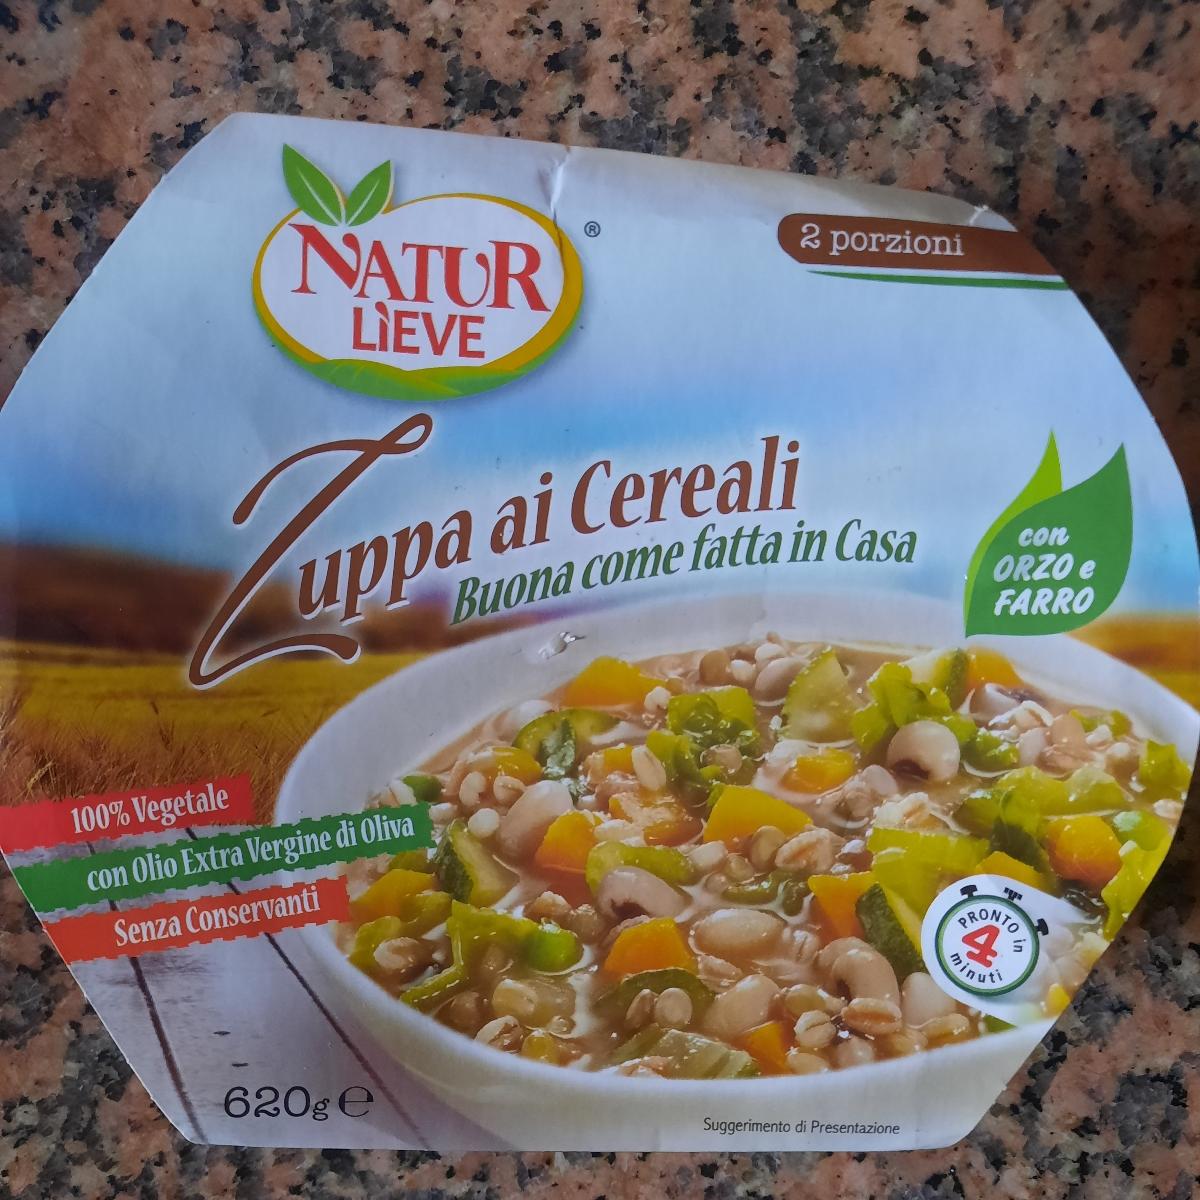 NATUR
LìEVE
®
2 porzioni
Zuppa ai Cereali
Buona come fatta in Casa
con
ORZO e
FARRO
100% Vegetale
con Olio Extra Vergine di Oliva
Senza Conservanti
PRONTO in
4
minuti
620g ℮
Suggerimento di Presentazione